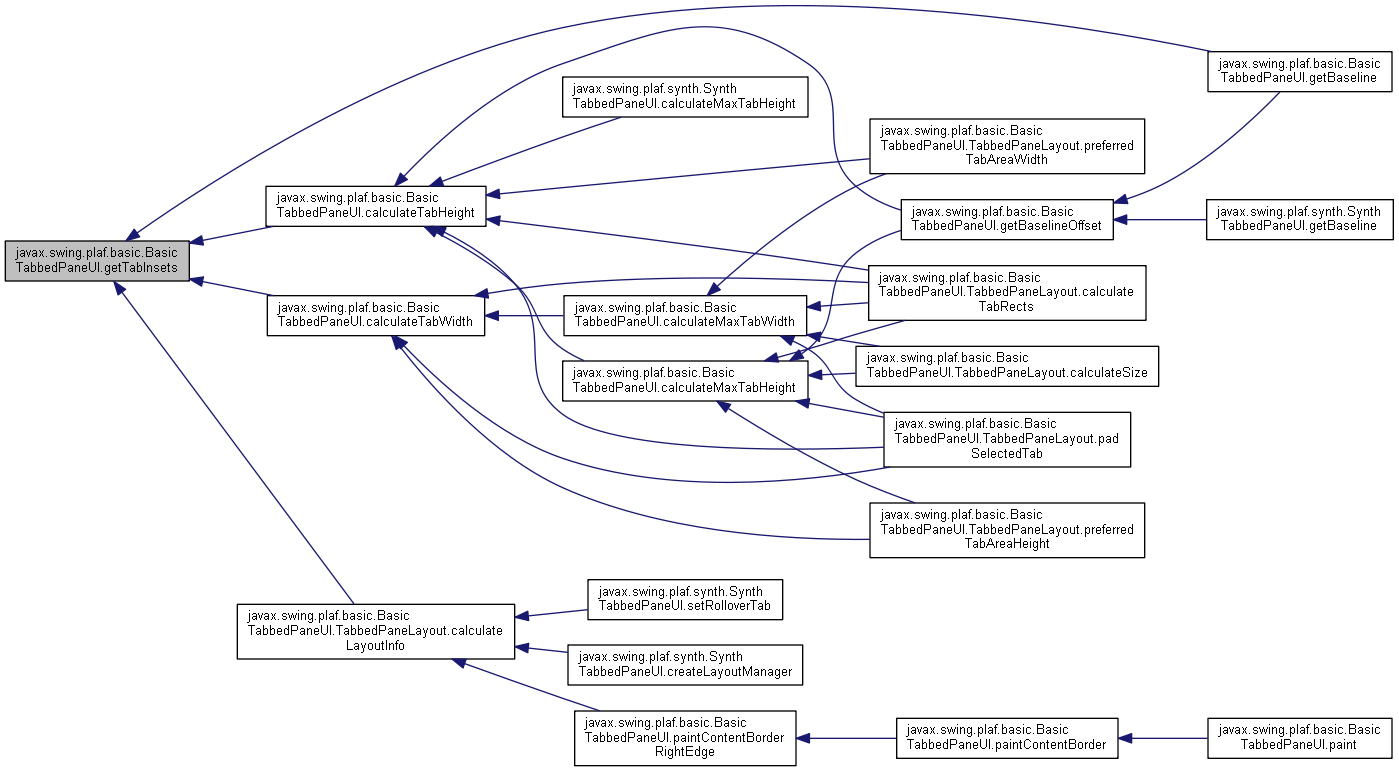 javax.swing.plaf.basic.Basic
TabbedPaneUI.getTabInsets
javax.swing.plaf.basic.Basic
TabbedPaneUI.calculateTabHeight
javax.swing.plaf.basic.Basic
TabbedPaneUI.calculateTabWidth
javax.swing.plaf.basic.Basic
TabbedPaneUI.TabbedPaneLayout.calculate
LayoutInfo
javax.swing.plaf.synth.Synth
TabbedPaneUI.calculateMaxTabHeight
javax.swing.plaf.basic.Basic
TabbedPaneUI.calculateMaxTabWidth
javax.swing.plaf.basic.Basic
TabbedPaneUI.calculateMaxTabHeight
javax.swing.plaf.synth.Synth
TabbedPaneUI.setRolloverTab
javax.swing.plaf.synth.Synth
TabbedPaneUI.createLayoutManager
javax.swing.plaf.basic.Basic
TabbedPaneUI.paintContentBorder
RightEdge
javax.swing.plaf.basic.Basic
TabbedPaneUI.TabbedPaneLayout.preferred
TabAreaWidth
javax.swing.plaf.basic.Basic
TabbedPaneUI.getBaselineOffset
javax.swing.plaf.basic.Basic
TabbedPaneUI.TabbedPaneLayout.calculate
TabRects
javax.swing.plaf.basic.Basic
TabbedPaneUI.TabbedPaneLayout.calculateSize
javax.swing.plaf.basic.Basic
TabbedPaneUI.TabbedPaneLayout.pad
SelectedTab
javax.swing.plaf.basic.Basic
TabbedPaneUI.TabbedPaneLayout.preferred
TabAreaHeight
javax.swing.plaf.basic.Basic
TabbedPaneUI.paintContentBorder
javax.swing.plaf.basic.Basic
TabbedPaneUI.getBaseline
javax.swing.plaf.synth.Synth
TabbedPaneUI.getBaseline
javax.swing.plaf.basic.Basic
TabbedPaneUI.paint